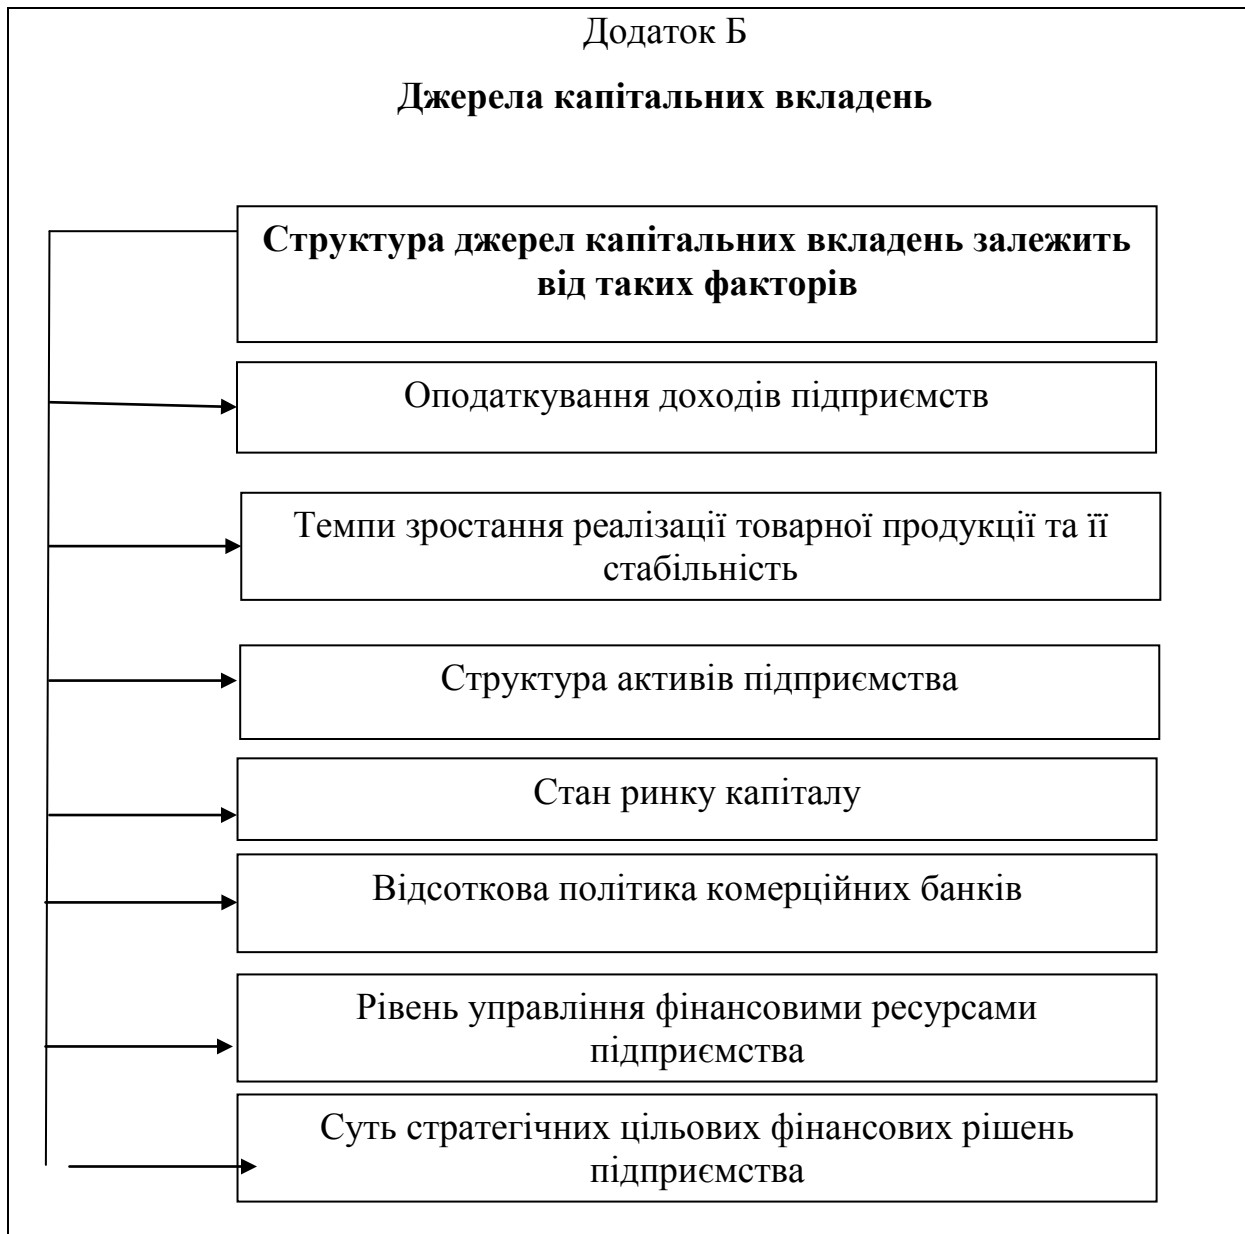 Додаток Б
Джерела капітальних вкладень
Структура джерел капітальних вкладень залежить
від таких факторів
Оподаткування доходів підприємств
Темпи зростання реалізації товарної продукції та її
стабільність
Структура активів підприємства
Стан ринку капіталу
Відсоткова політика комерційних банків
Рівень управління фінансовими ресурсами
підприємства
Суть стратегічних цільових фінансових рішень
підприємства